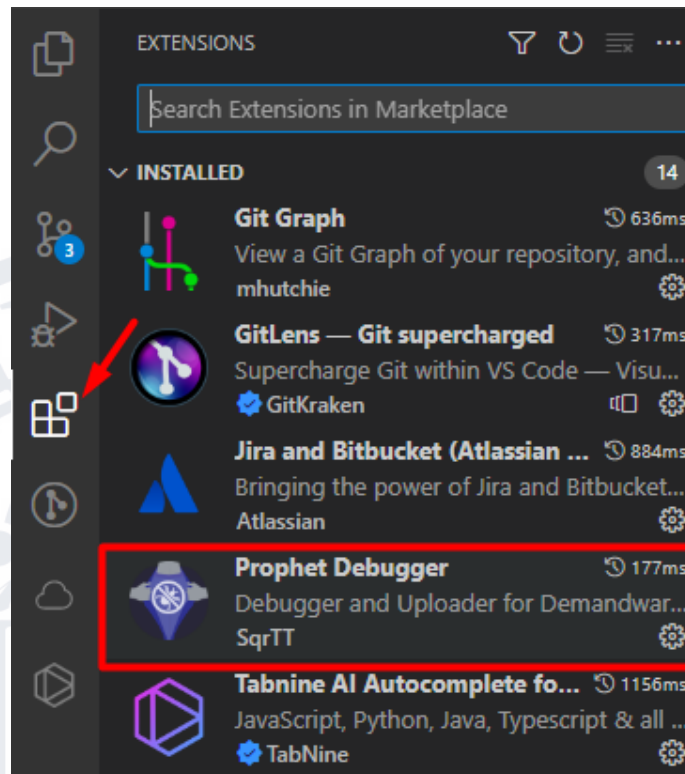 EXTENSIONS
Search Extensions in Marketplace
INSTALLED 14
Git Graph 636ms
View a Git Graph of your repository, and...
mhutchie
3
GitLens — Git supercharged 317ms
Supercharge Git within VS Code — Visu...
GitKraken
Jira and Bitbucket (Atlassian ... 884ms
Bringing the power of Jira and Bitbucket...
Atlassian
Prophet Debugger 177ms
Debugger and Uploader for Demandwar...
SqrTT
Tabnine AI Autocomplete fo... 1156ms
JavaScript, Python, Java, Typescript & all ...
TabNine